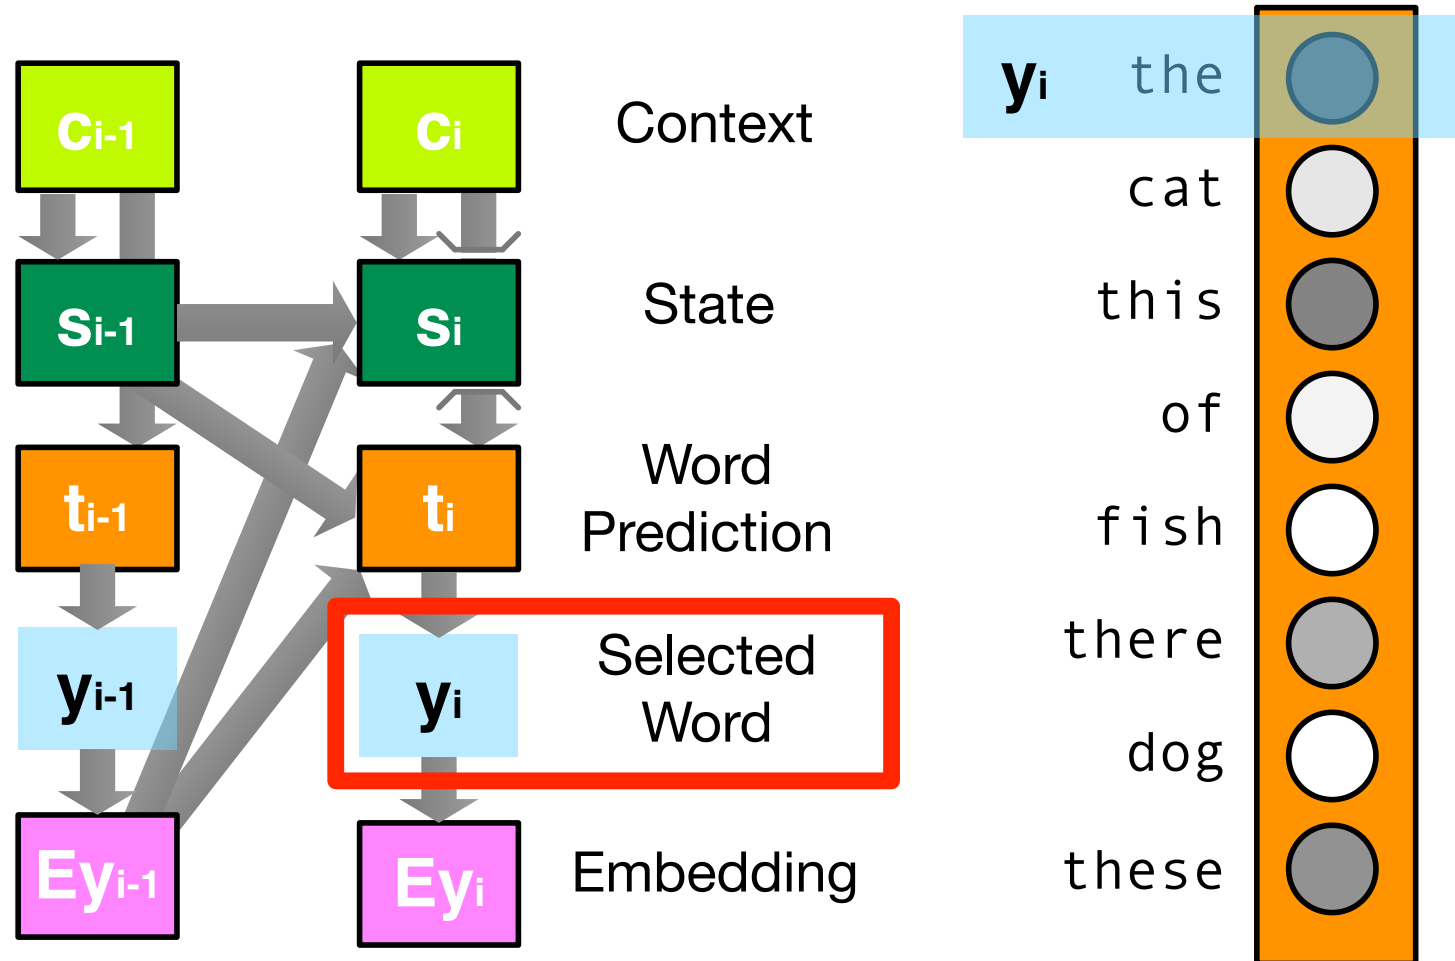 ci-1 ci Context
si-1 si State
ti-1 ti Word
Prediction
yi-1 yi Selected
Word
Eyi-1 Eyi Embedding
yi the
cat
this
of
fish
there
dog
these